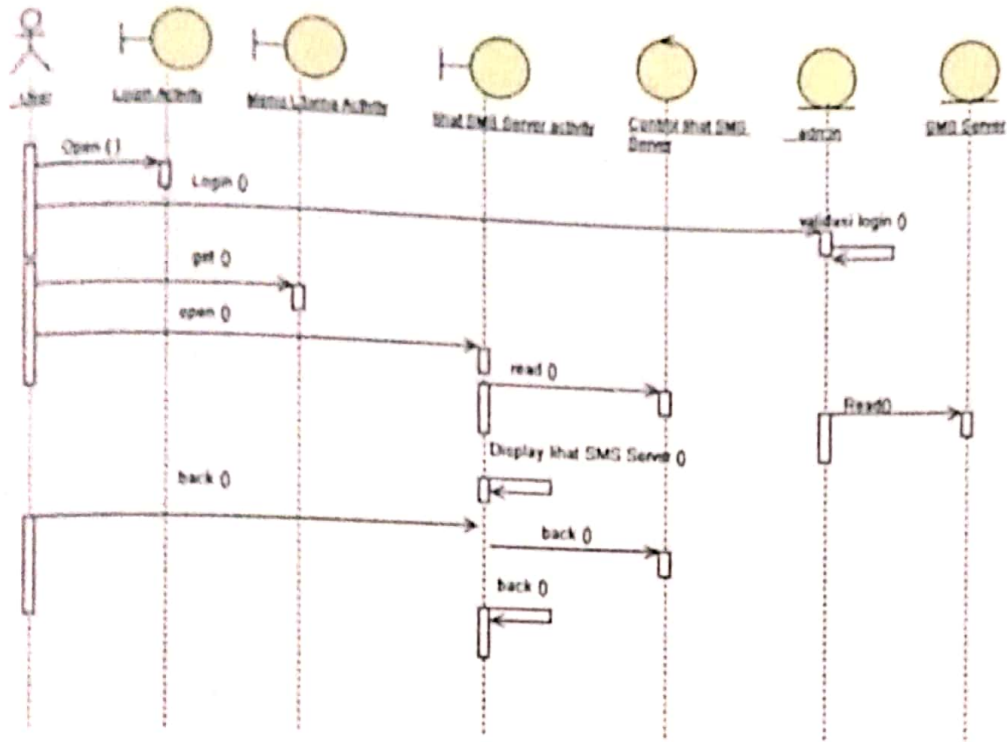 User
Login Activity
Menu Utama Activity
lihat SMS Server activity
Control lihat SMS
Server
admin
SMS Server
Open ()
Login ()
validasi login ()
open ()
read ()
Read()
Display lihat SMS Server ()
back ()
back ()
back ()